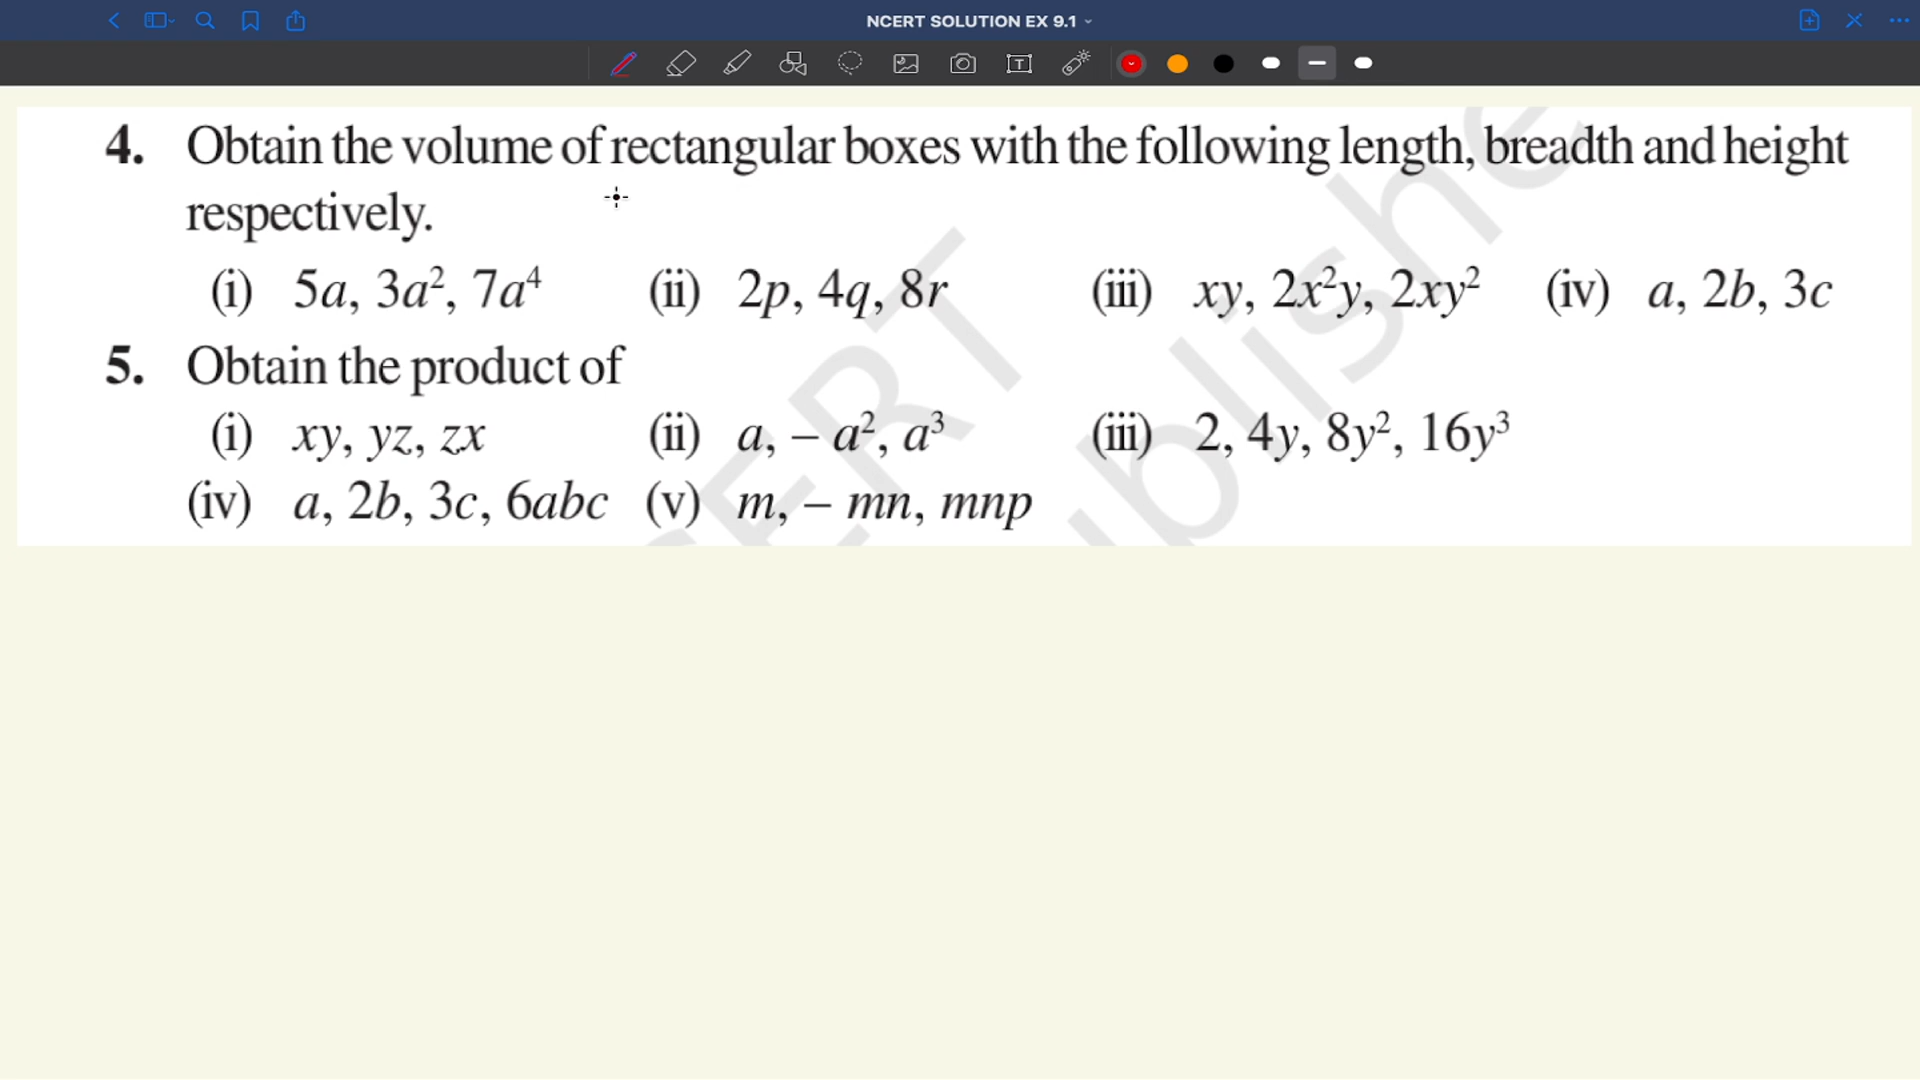 NCERT SOLUTION EX 9.1
T
4. Obtain the volume of rectangular boxes with the following length, breadth and height
respectively.
(i) 5a, 3a², 7a⁴ (ii) 2p, 4q, 8r (iii) xy, 2x²y, 2xy² (iv) a, 2b, 3c
5. Obtain the product of
(i) xy, yz, zx (ii) a, – a², a³ (iii) 2, 4y, 8y², 16y³
(iv) a, 2b, 3c, 6abc (v) m, – mn, mnp